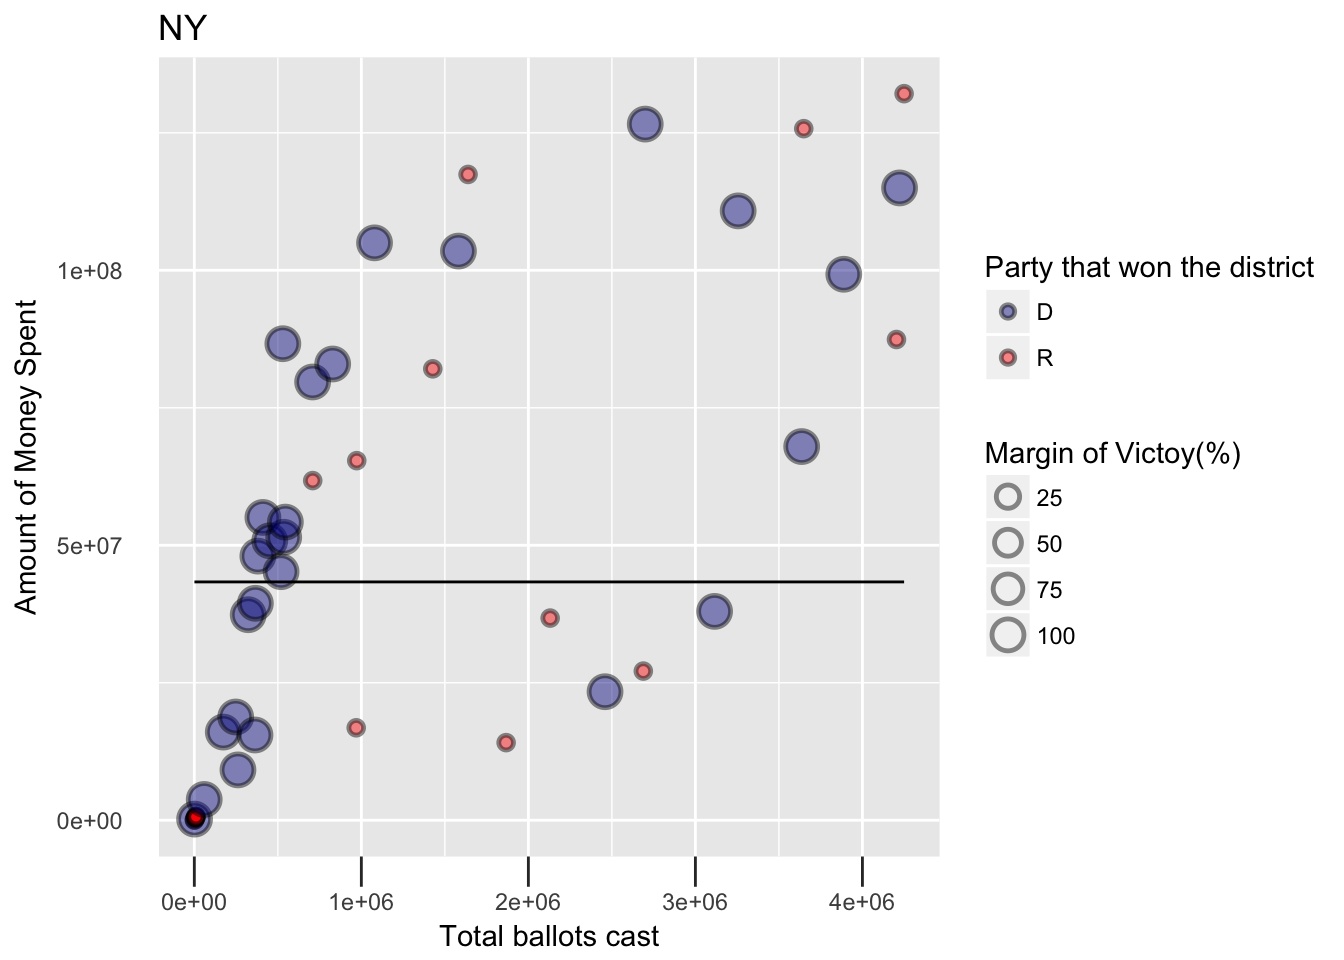 NY
Amount of Money Spent
1e+08
5e+07
0e+00
0e+00 1e+06 2e+06 3e+06 4e+06
Total ballots cast
Party that won the district
D
R
Margin of Victoy(%)
25
50
75
100